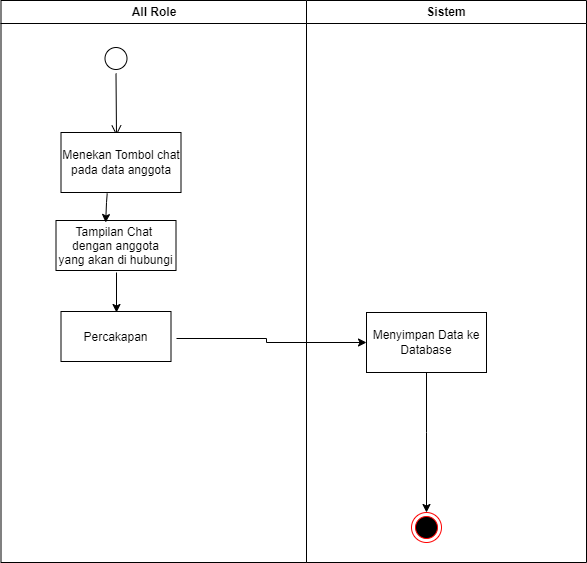 All Role
Sistem
Menekan Tombol chat
pada data anggota
Tampilan Chat
dengan anggota
yang akan di hubungi
Percakapan
Menyimpan Data ke
Database